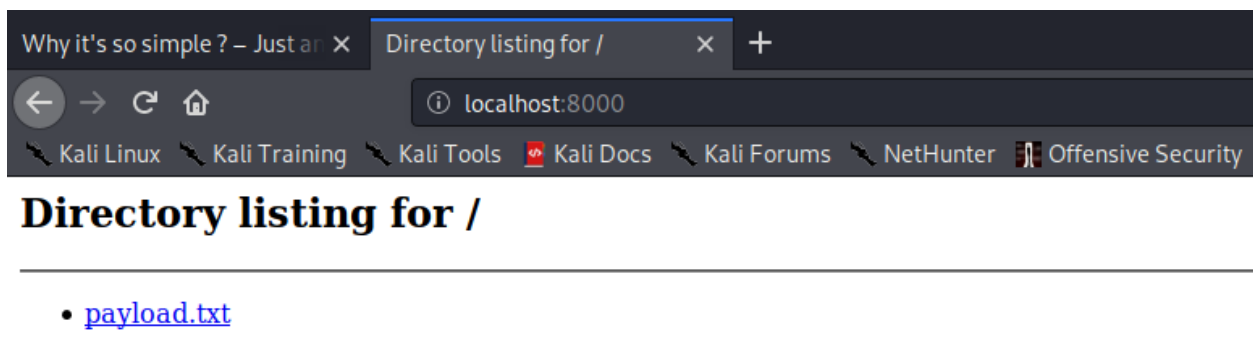 Why it's so simple ? – Just an
Directory listing for /
localhost:8000
Kali Linux Kali Training Kali Tools Kali Docs Kali Forums NetHunter Offensive Security
Directory listing for /
payload.txt